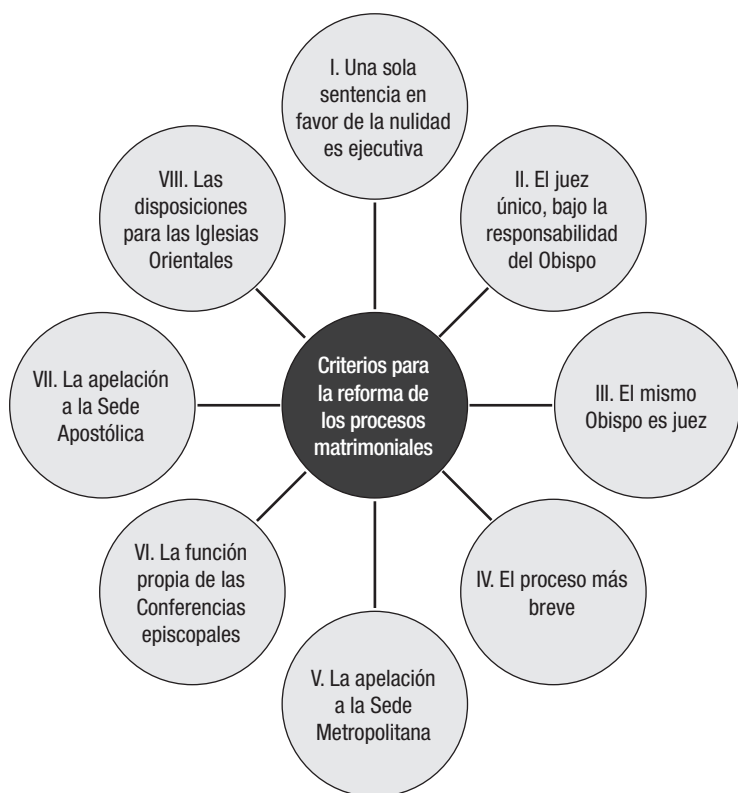 Criterios para
la reforma de
los procesos
matrimoniales
I. Una sola
sentencia en
favor de la nulidad
es ejecutiva
II. El juez
único, bajo la
responsabilidad
del Obispo
III. El mismo
Obispo es juez
IV. El proceso más
breve
V. La apelación
a la Sede
Metropolitana
VI. La función
propia de las
Conferencias
episcopales
VII. La apelación
a la Sede
Apostólica
VIII. Las
disposiciones
para las Iglesias
Orientales